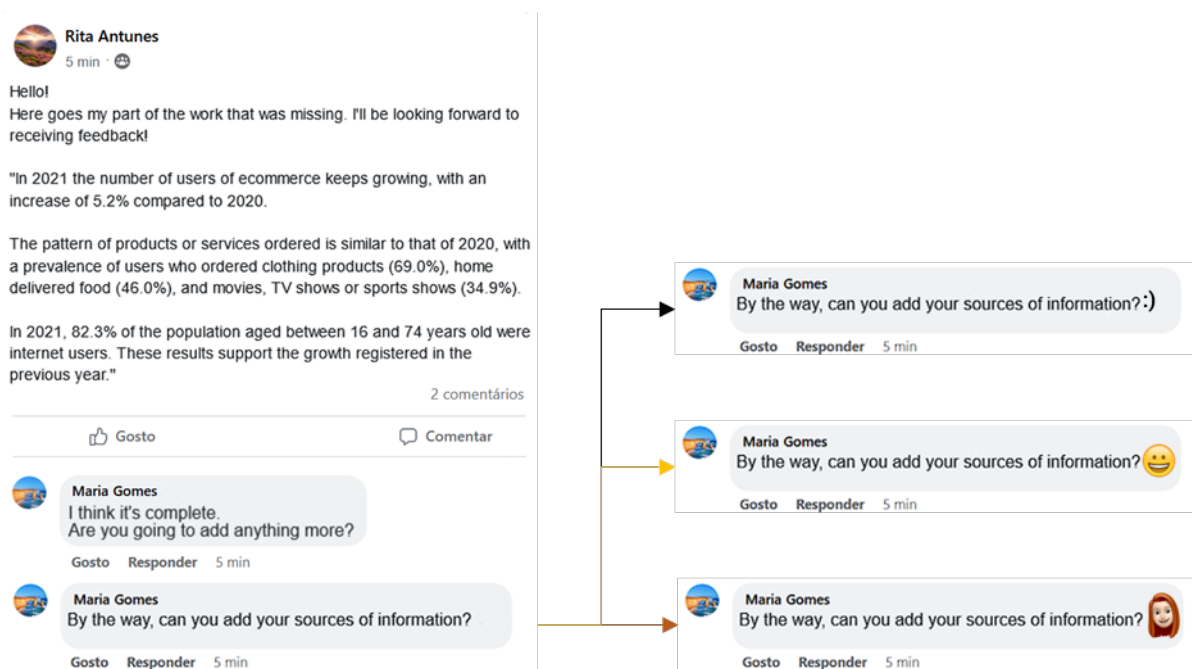 Rita Antunes
5 min ·
Hello!
Here goes my part of the work that was missing. I'll be looking forward to
receiving feedback!
"In 2021 the number of users of ecommerce keeps growing, with an
increase of 5.2% compared to 2020.
The pattern of products or services ordered is similar to that of 2020, with
a prevalence of users who ordered clothing products (69.0%), home
delivered food (46.0%), and movies, TV shows or sports shows (34.9%).
In 2021, 82.3% of the population aged between 16 and 74 years old were
internet users. These results support the growth registered in the
previous year."
2 comentários
Gosto Comentar
Maria Gomes
I think it's complete.
Are you going to add anything more?
Gosto Responder 5 min
Maria Gomes
By the way, can you add your sources of information?
Gosto Responder 5 min
Maria Gomes
By the way, can you add your sources of information? :)
Gosto Responder 5 min
Maria Gomes
By the way, can you add your sources of information? 😀
Gosto Responder 5 min
Maria Gomes
By the way, can you add your sources of information?
Gosto Responder 5 min